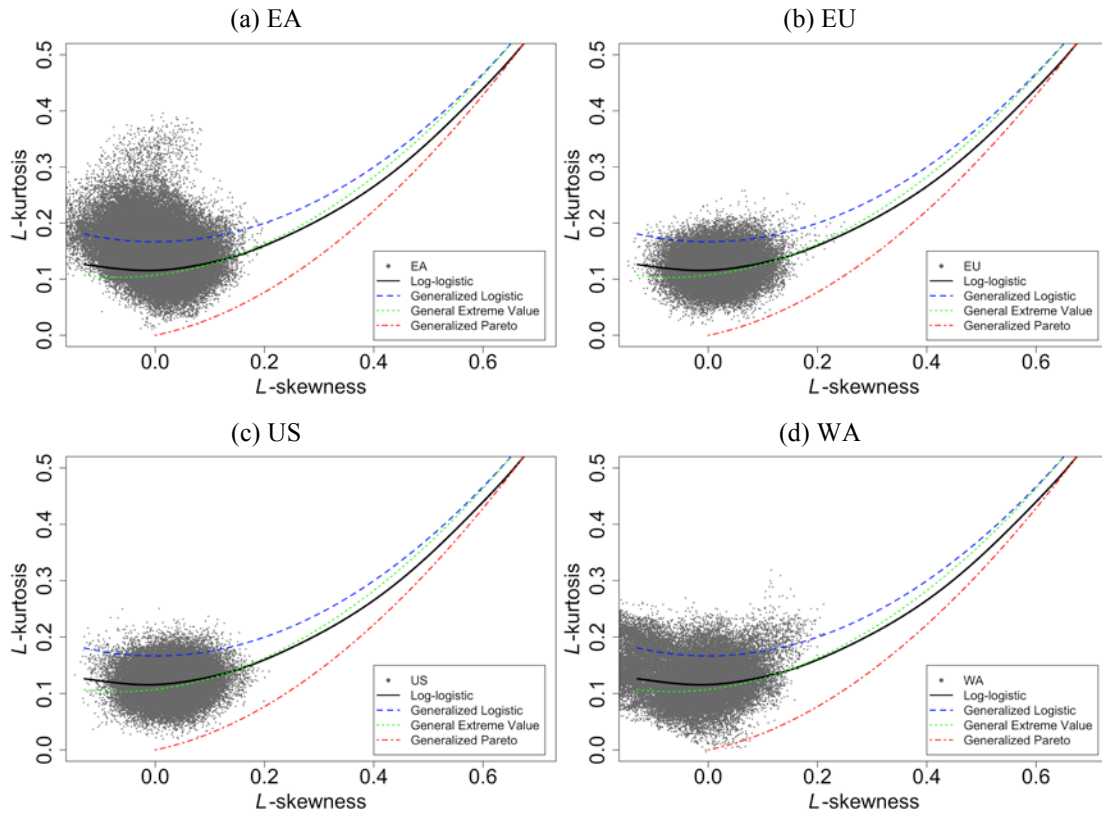 (a) EA
0.5
0.4
0.3
0.2
0.1
0.0
L-kurtosis
0.0 0.2 0.4 0.6
L-skewness
EA
Log-logistic
Generalized Logistic
General Extreme Value
Generalized Pareto
(b) EU
0.5
0.4
0.3
0.2
0.1
0.0
L-kurtosis
0.0 0.2 0.4 0.6
L-skewness
EU
Log-logistic
Generalized Logistic
General Extreme Value
Generalized Pareto
(c) US
0.5
0.4
0.3
0.2
0.1
0.0
L-kurtosis
0.0 0.2 0.4 0.6
L-skewness
US
Log-logistic
Generalized Logistic
General Extreme Value
Generalized Pareto
(d) WA
0.5
0.4
0.3
0.2
0.1
0.0
L-kurtosis
0.0 0.2 0.4 0.6
L-skewness
WA
Log-logistic
Generalized Logistic
General Extreme Value
Generalized Pareto